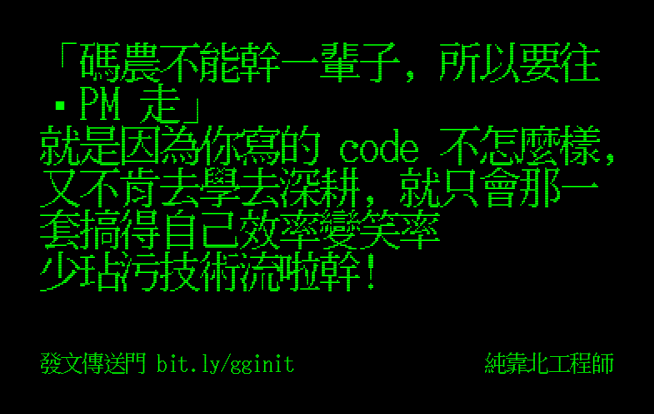 「碼農不能幹一輩子, 所以要往
▪PM 走」
就是因為你寫的 code 不怎麼樣,
又不肯去學去深耕, 就只會那一
套搞得自己效率變笑率
少玷污技術流啦幹!
發文傳送門 bit.ly/gginit
純靠北工程師